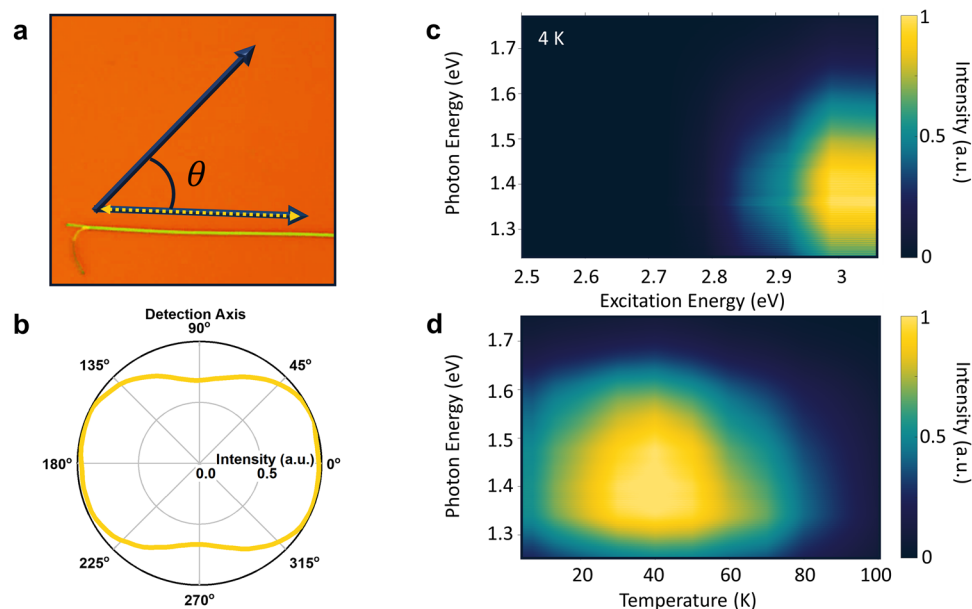 a
θ
b
Detection Axis
90°
135°
45°
180°
Intensity (a.u.)
0.0
0.5
0°
225°
315°
270°
c
4 K
Photon Energy (eV)
1.7
1.6
1.5
1.4
1.3
2.5
2.6
2.7
2.8
2.9
3
Excitation Energy (eV)
1
0.5
0
Intensity (a.u.)
d
Photon Energy (eV)
1.7
1.6
1.5
1.4
1.3
20
40
60
80
100
Temperature (K)
1
0.5
0
Intensity (a.u.)